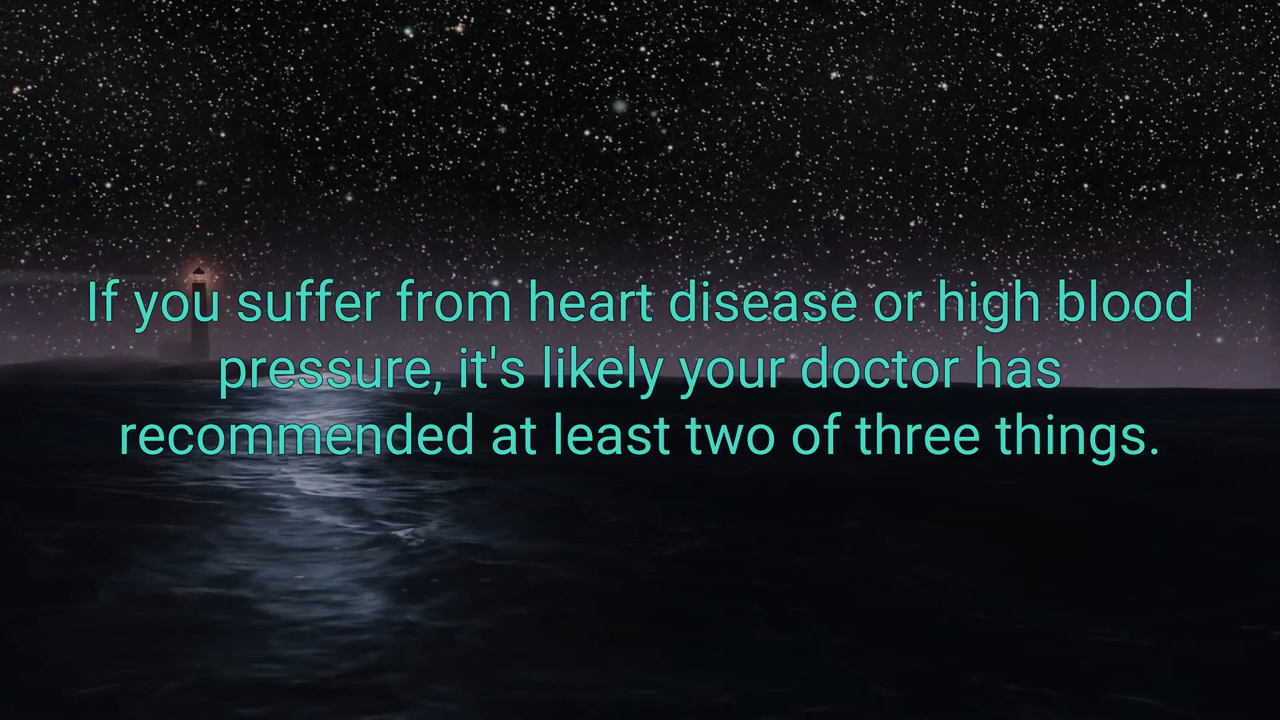 If you suffer from heart disease or high blood
pressure, it's likely your doctor has
recommended at least two of three things.